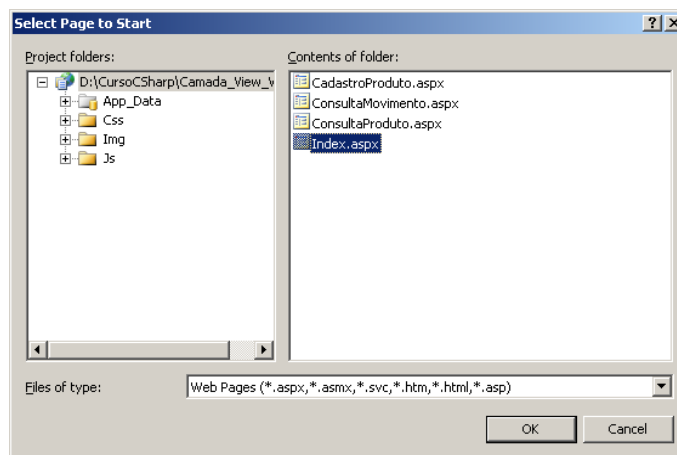 Select Page to Start
Project folders:
Contents of folder:
D:\CursoCSharp\Camada_View_V
App_Data
Css
Img
Js
CadastroProduto.aspx
ConsultaMovimento.aspx
ConsultaProduto.aspx
Index.aspx
Files of type:
Web Pages (*.aspx,*.asmx,*.svc,*.htm,*.html,*.asp)
OK
Cancel